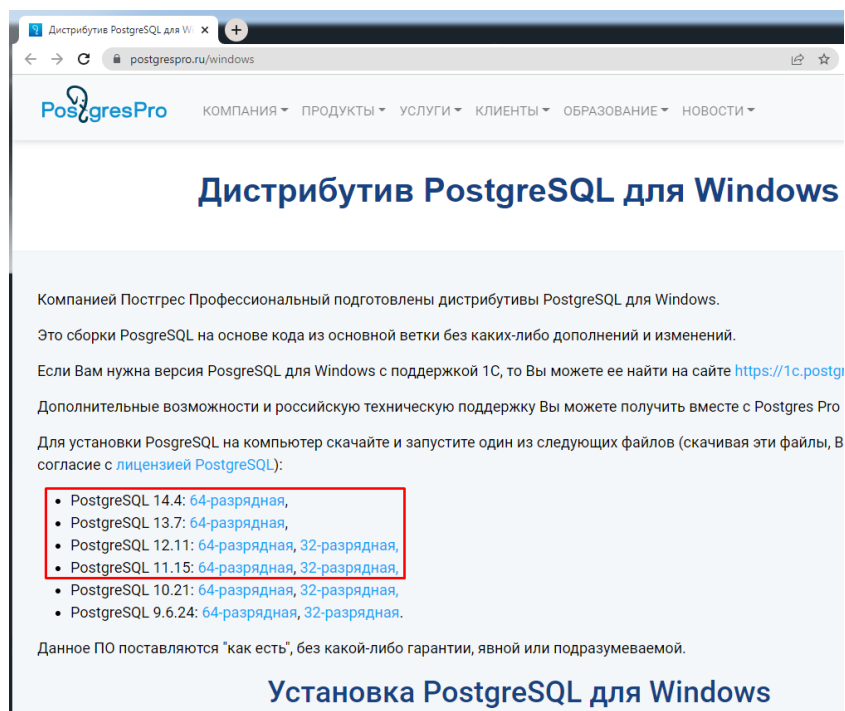 Дистрибутив PostgreSQL для W
postgrespro.ru/windows
PostgresPro
КОМПАНИЯ ПРОДУКТЫ УСЛУГИ КЛИЕНТЫ ОБРАЗОВАНИЕ НОВОСТИ
Дистрибутив PostgreSQL для Windows
Компанией Постгрес Профессиональный подготовлены дистрибутивы PostgreSQL для Windows.
Это сборки PosgreSQL на основе кода из основной ветки без каких-либо дополнений и изменений.
Если Вам нужна версия PosgreSQL для Windows с поддержкой 1С, то Вы можете ее найти на сайте https://1c.postgr
Дополнительные возможности и российскую техническую поддержку Вы можете получить вместе с Postgres Pro
Для установки PosgreSQL на компьютер скачайте и запустите один из следующих файлов (скачивая эти файлы, В
согласие с лицензией PostgreSQL):
• PostgreSQL 14.4: 64-разрядная,
• PostgreSQL 13.7: 64-разрядная,
• PostgreSQL 12.11: 64-разрядная, 32-разрядная,
• PostgreSQL 11.15: 64-разрядная, 32-разрядная,
• PostgreSQL 10.21: 64-разрядная, 32-разрядная,
• PostgreSQL 9.6.24: 64-разрядная, 32-разрядная.
Данное ПО поставляются "как есть", без какой-либо гарантии, явной или подразумеваемой.
Установка PostgreSQL для Windows